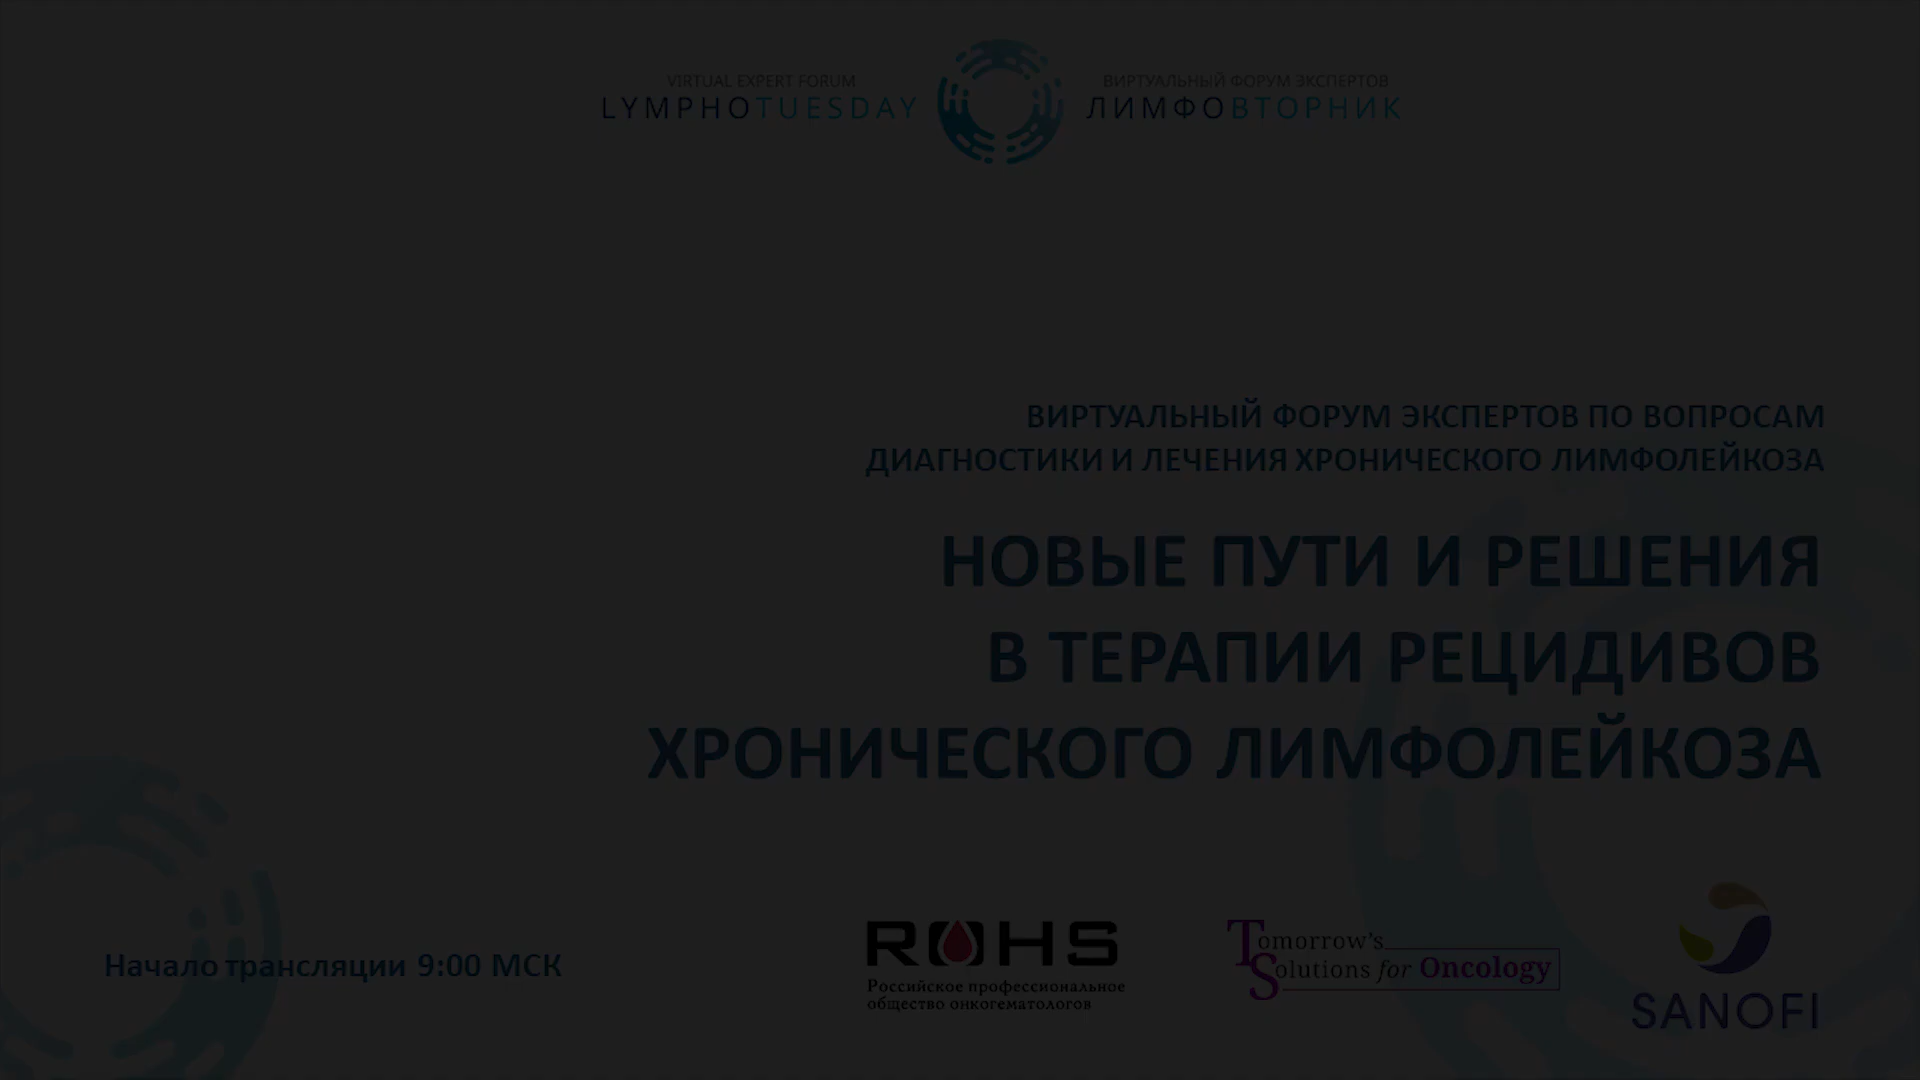 VIRTUAL EXPERT FORUM
LYMPHOTUESDAY
ВИРТУАЛЬНЫЙ ФОРУМ ЭКСПЕРТОВ
ЛИМФОВТОРНИК
ВИРТУАЛЬНЫЙ ФОРУМ ЭКСПЕРТОВ ПО ВОПРОСАМ
ДИАГНОСТИКИ И ЛЕЧЕНИЯ ХРОНИЧЕСКОГО ЛИМФОЛЕЙКОЗА
НОВЫЕ ПУТИ И РЕШЕНИЯ
В ТЕРАПИИ РЕЦИДИВОВ
ХРОНИЧЕСКОГО ЛИМФОЛЕЙКОЗА
Начало трансляции 9:00 МСК
ROHS
Российское профессиональное
общество онкогематологов
Tomorrow's
Solutions for Oncology
SANOFI